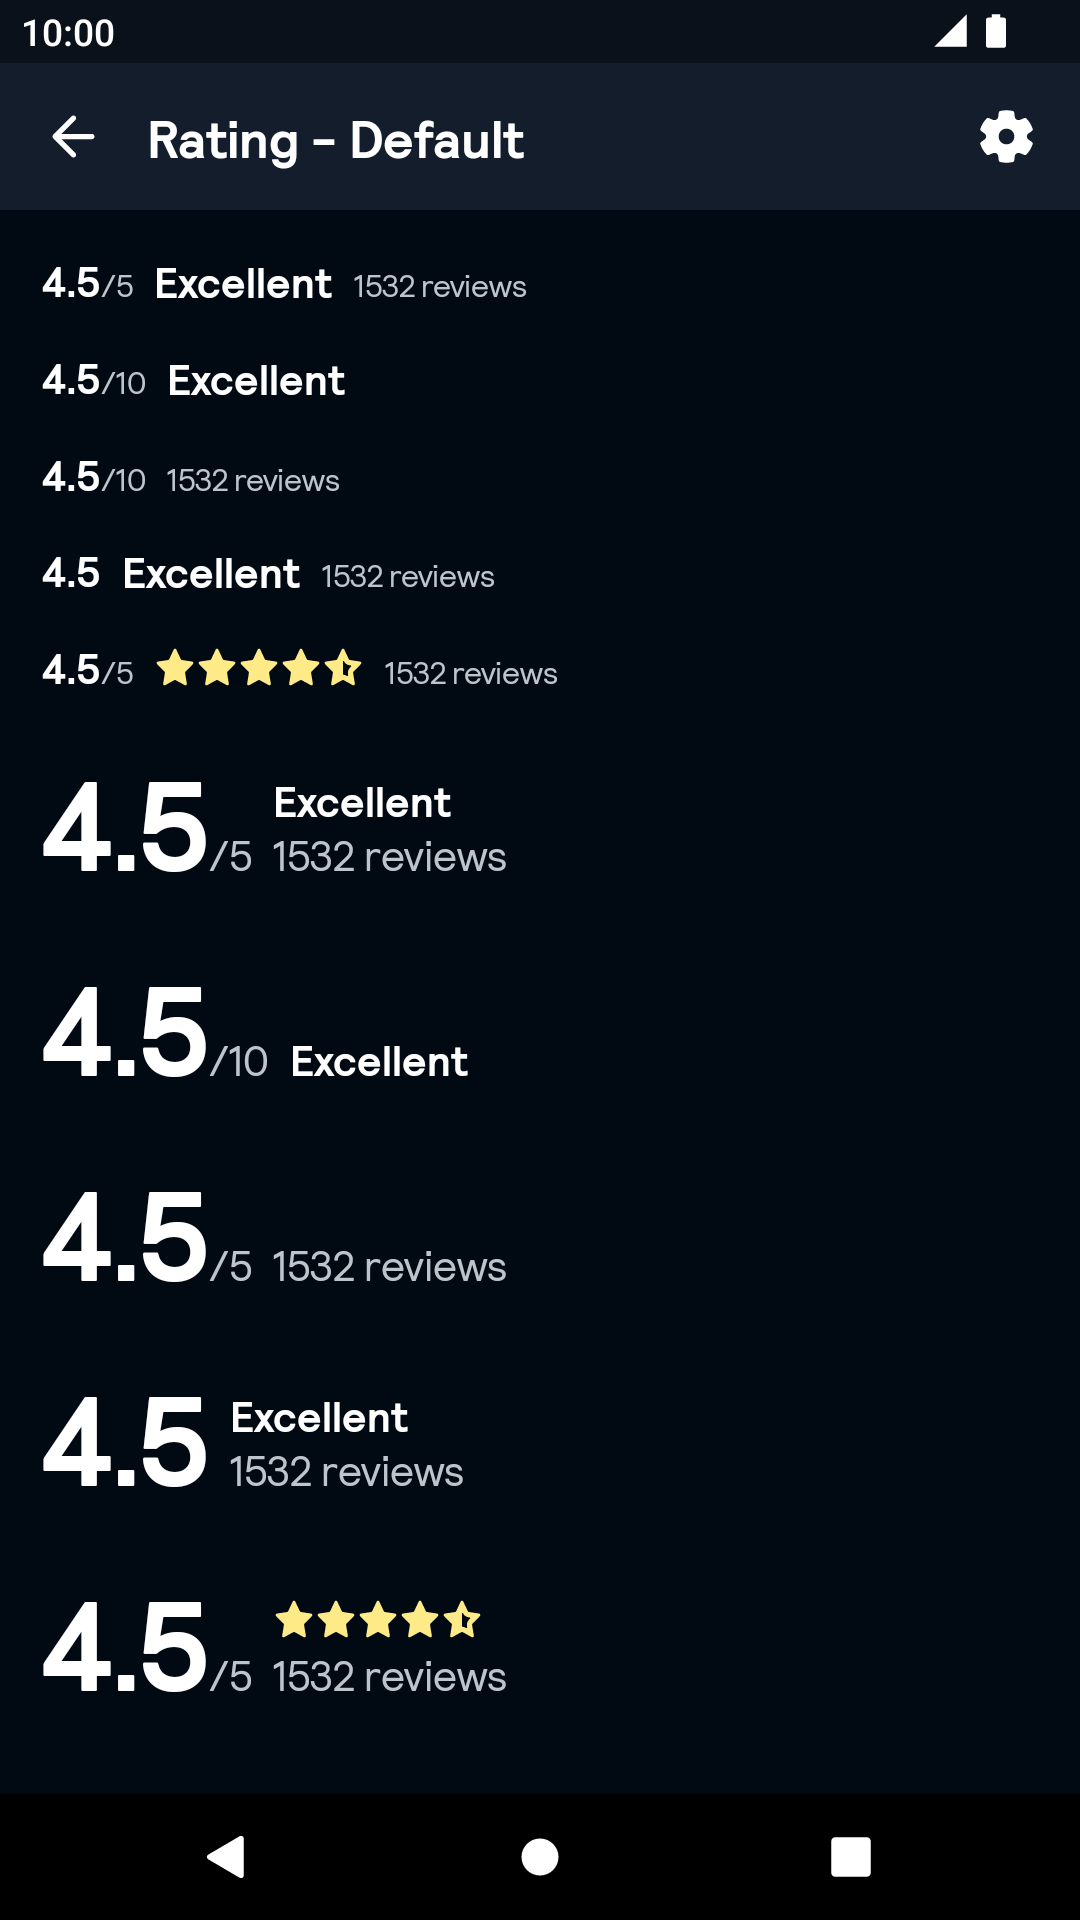 10:00
Rating – Default
4.5/5 Excellent 1532 reviews
4.5/10 Excellent
4.5/10 1532 reviews
4.5 Excellent 1532 reviews
4.5/5 1532 reviews
4.5/5 Excellent
1532 reviews
4.5/10 Excellent
4.5/5 1532 reviews
4.5 Excellent
1532 reviews
4.5/5 1532 reviews